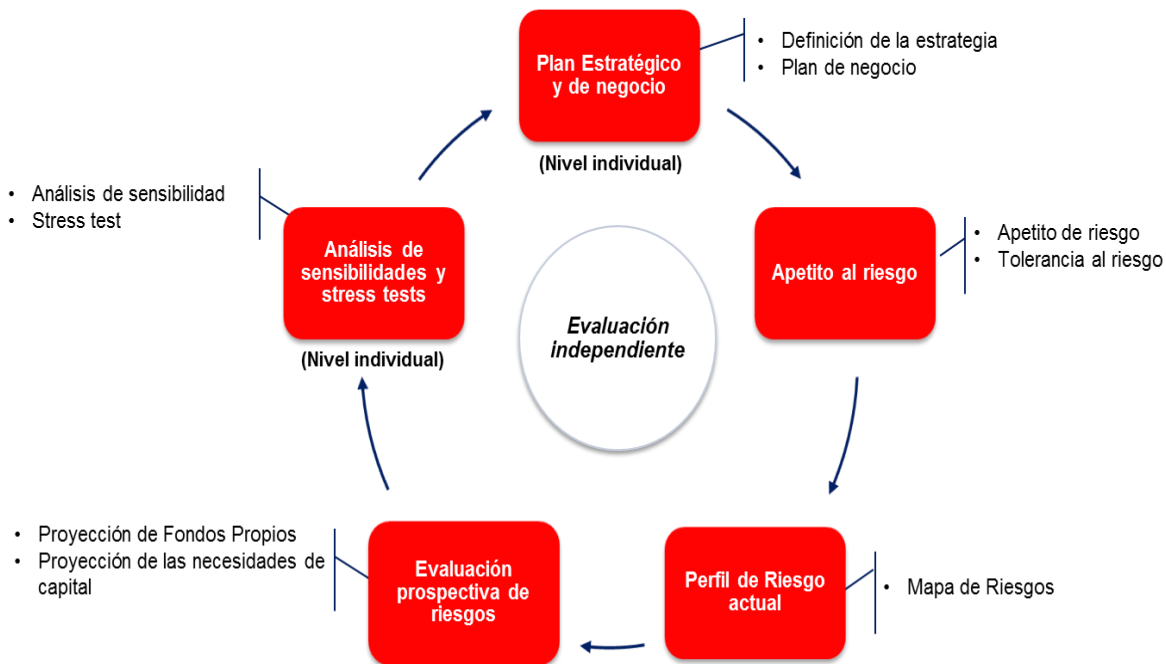 Plan Estratégico
y de negocio
(Nivel individual)
• Definición de la estrategia
• Plan de negocio
• Análisis de sensibilidad
• Stress test
Análisis de
sensibilidades y
stress tests
(Nivel individual)
Evaluación
independiente
Apetito al riesgo
• Apetito de riesgo
• Tolerancia al riesgo
• Proyección de Fondos Propios
• Proyección de las necesidades de
capital
Evaluación
prospectiva de
riesgos
Perfil de Riesgo
actual
• Mapa de Riesgos